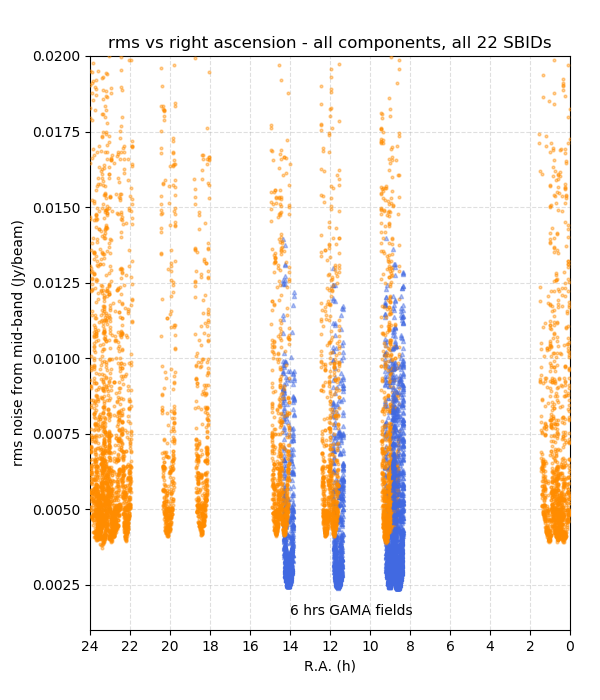 rms vs right ascension - all components, all 22 SBIDs
rms noise from mid-band (Jy/beam)
0.0200
0.0175
0.0150
0.0125
0.0100
0.0075
0.0050
0.0025
6 hrs GAMA fields
24 22 20 18 16 14 12 10 8 6 4 2 0
R.A. (h)